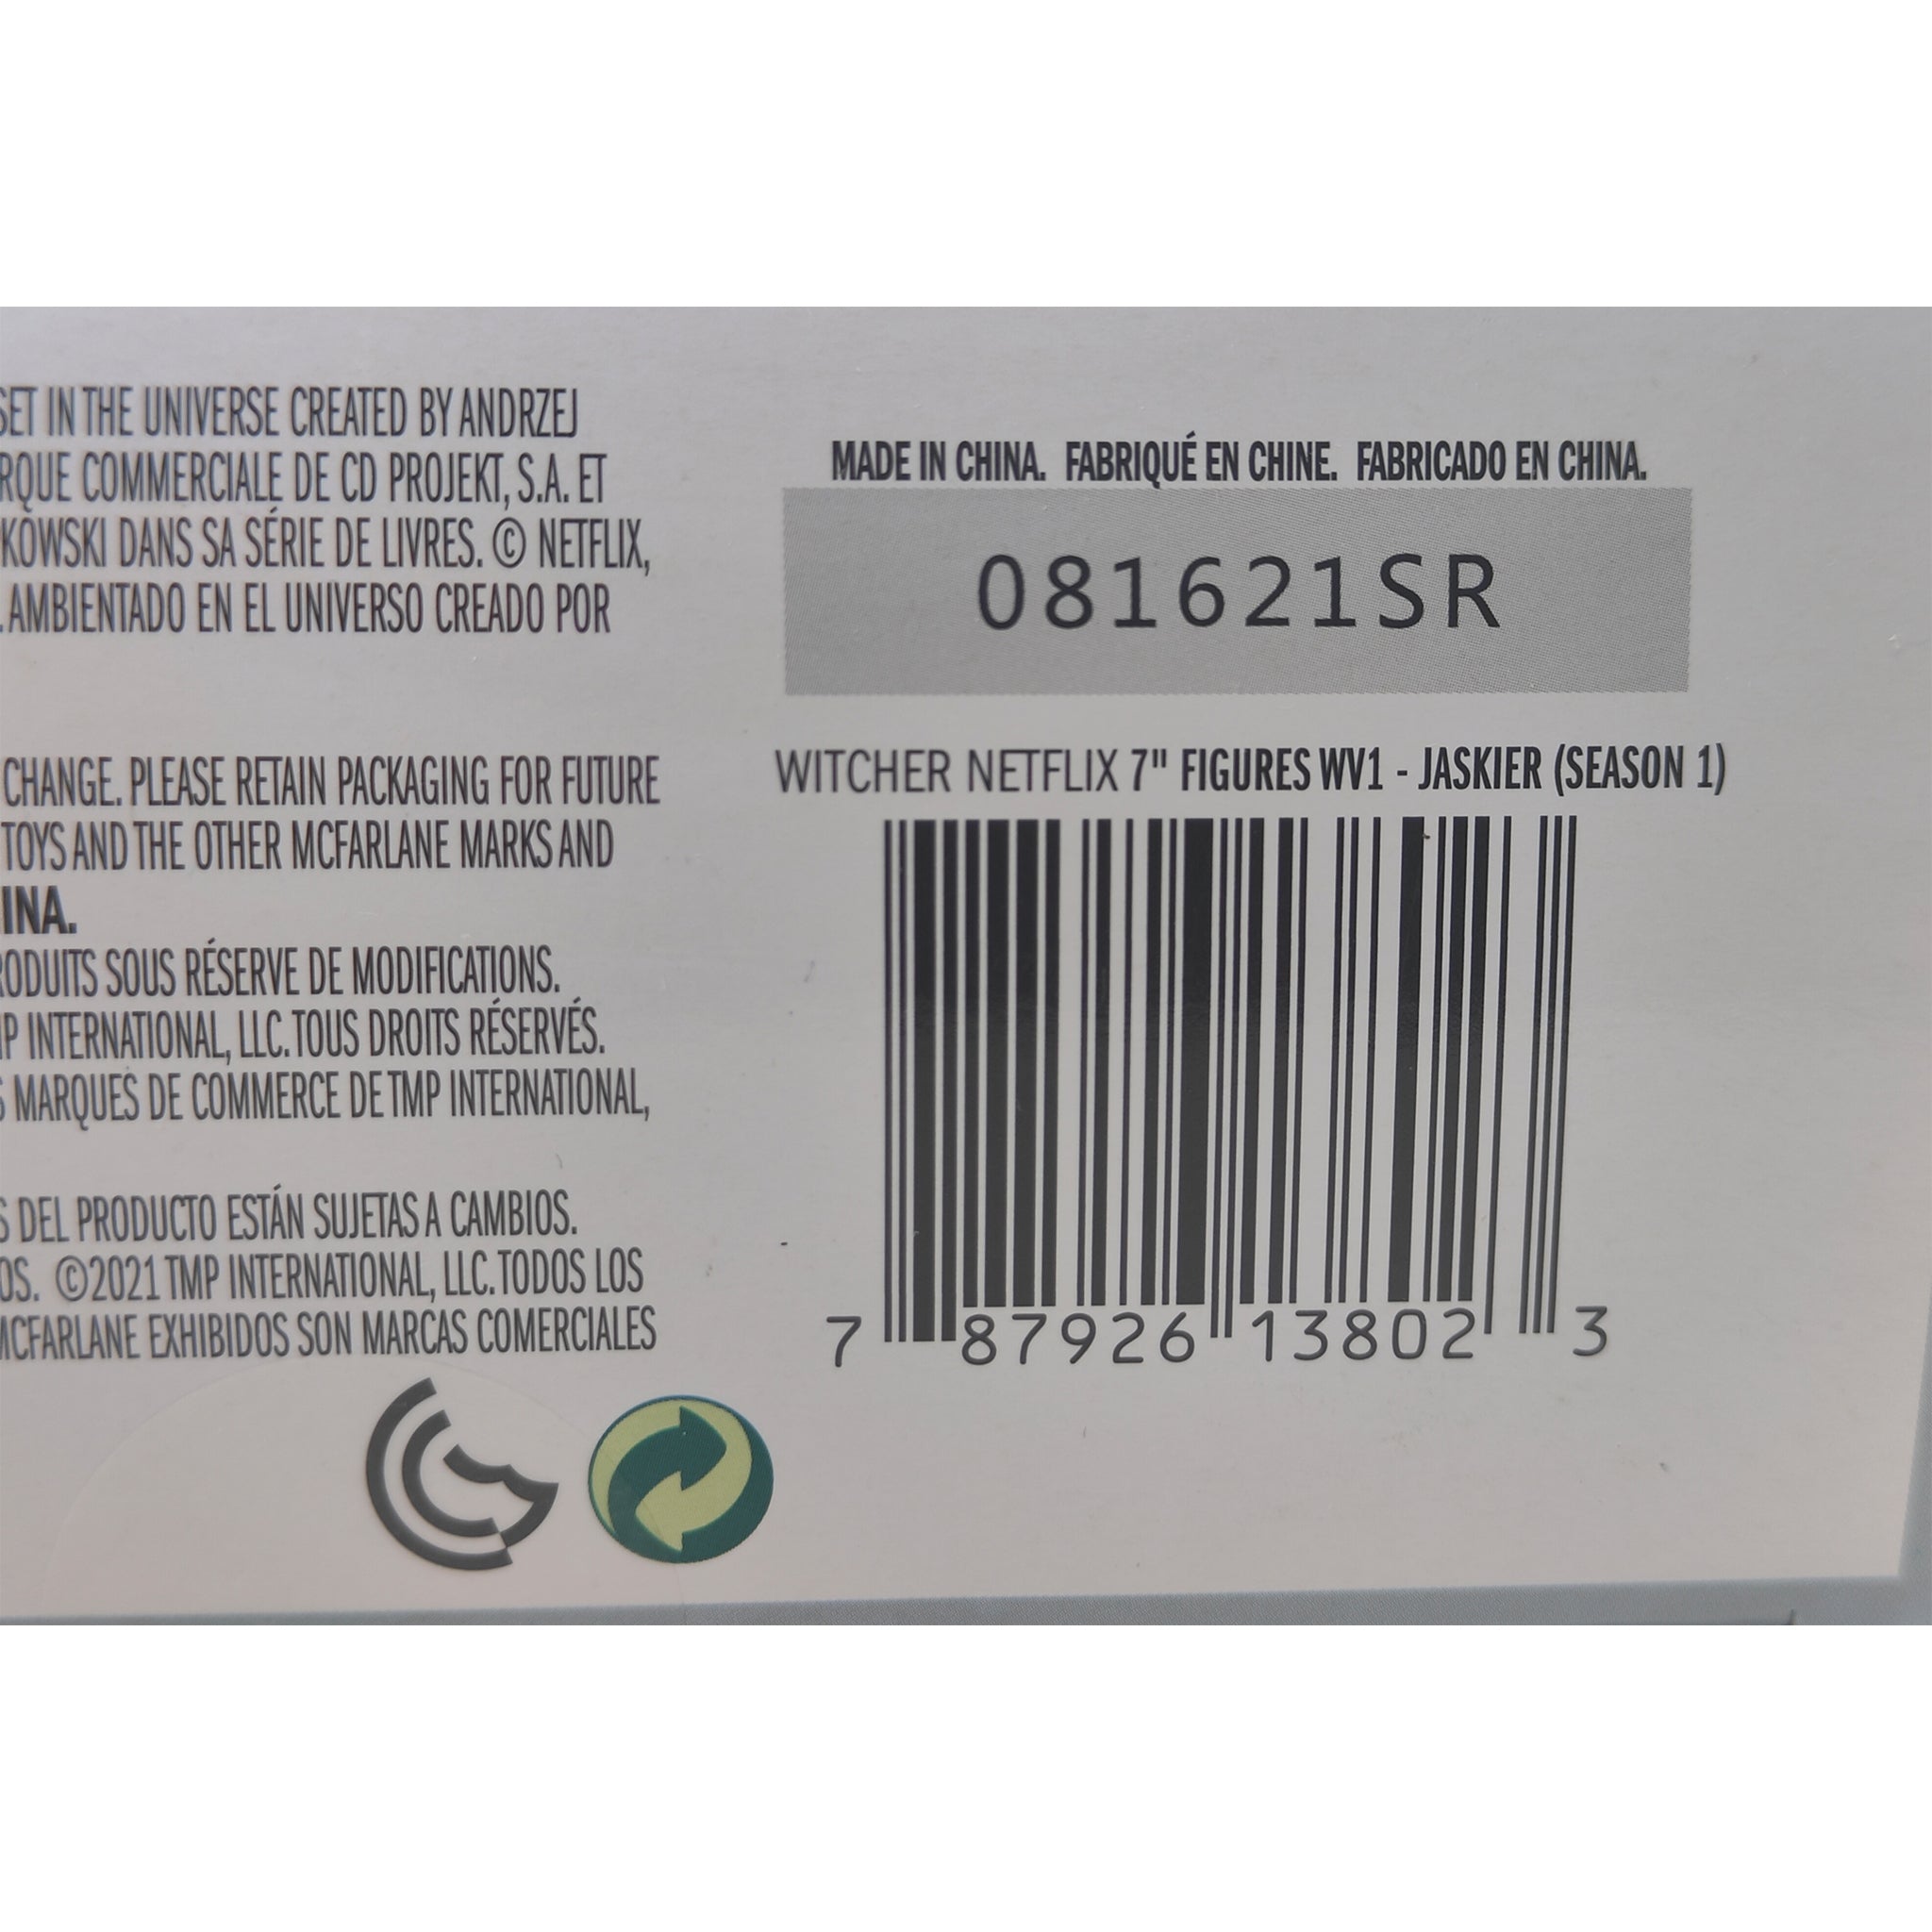 SET IN THE UNIVERSE CREATED BY ANDRZEJ
COMMERCIALE DE CD PROJEKT, S.A. ET
DANS SA SÉRIE DE LIVRES. © NETFLIX,
. AMBIENTADO EN EL UNIVERSO CREADO POR
CHANGE. PLEASE RETAIN PACKAGING FOR FUTURE
TOYS AND THE OTHER MCFARLANE MARKS AND
INA.
SOUS RÉSERVE DE MODIFICATIONS.
INTERNATIONAL, LLC. TOUS DROITS RÉSERVÉS.
MARQUES DE COMMERCE DE TMP INTERNATIONAL,
DEL PRODUCTO ESTÁN SUJETAS A CAMBIOS.
OS. ©2021 TMP INTERNATIONAL, LLC. TODOS LOS
MCFARLANE EXHIBIDOS SON MARCAS COMERCIALES
MADE IN CHINA. FABRIQUÉ EN CHINE. FABRICADO EN CHINA.
081621SR
WITCHER NETFLIX 7" FIGURES WV1 - JASKIER (SEASON 1)
7 87926 13802 3